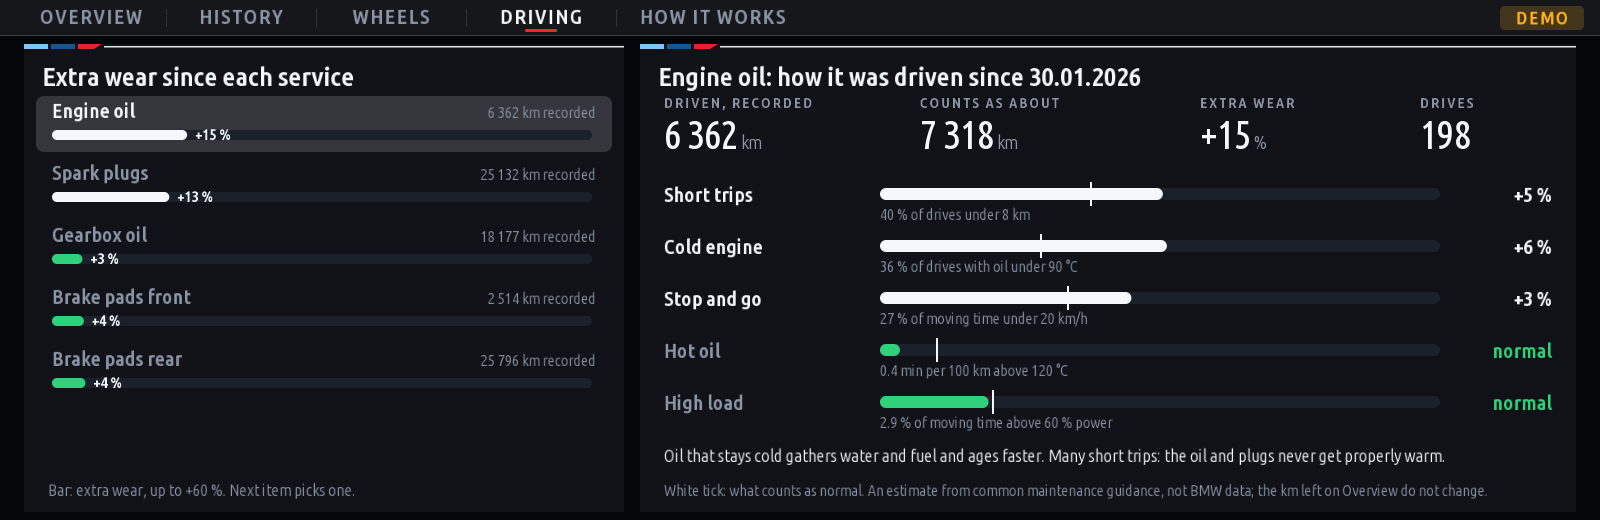 OVERVIEW HISTORY WHEELS DRIVING HOW IT WORKS DEMO
Extra wear since each service
Engine oil 6 362 km recorded
+15 %
Spark plugs 25 132 km recorded
+13 %
Gearbox oil 18 177 km recorded
+3 %
Brake pads front 2 514 km recorded
+4 %
Brake pads rear 25 796 km recorded
+4 %
Bar: extra wear, up to +60 %. Next item picks one.
Engine oil: how it was driven since 30.01.2026
DRIVEN, RECORDED COUNTS AS ABOUT EXTRA WEAR DRIVES
6 362 km 7 318 km +15 % 198
Short trips +5 %
40 % of drives under 8 km
Cold engine +6 %
36 % of drives with oil under 90 °C
Stop and go +3 %
27 % of moving time under 20 km/h
Hot oil normal
0.4 min per 100 km above 120 °C
High load normal
2.9 % of moving time above 60 % power
Oil that stays cold gathers water and fuel and ages faster. Many short trips: the oil and plugs never get properly warm.
White tick: what counts as normal. An estimate from common maintenance guidance, not BMW data; the km left on Overview do not change.